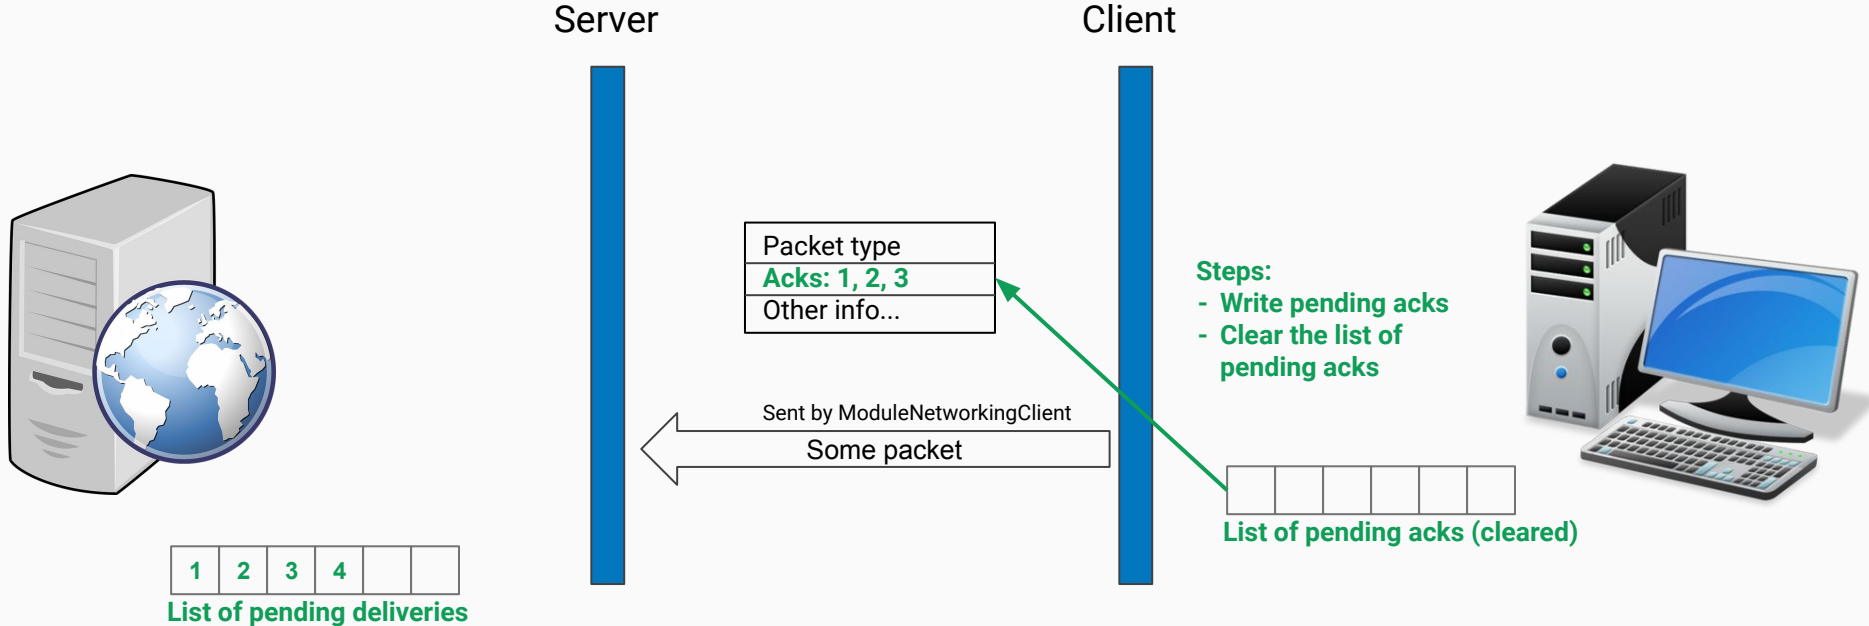 Server
Client
Packet type
Acks: 1, 2, 3
Other info...
Steps:
- Write pending acks
- Clear the list of
pending acks
Sent by ModuleNetworkingClient
Some packet
List of pending acks (cleared)
1 2 3 4
List of pending deliveries